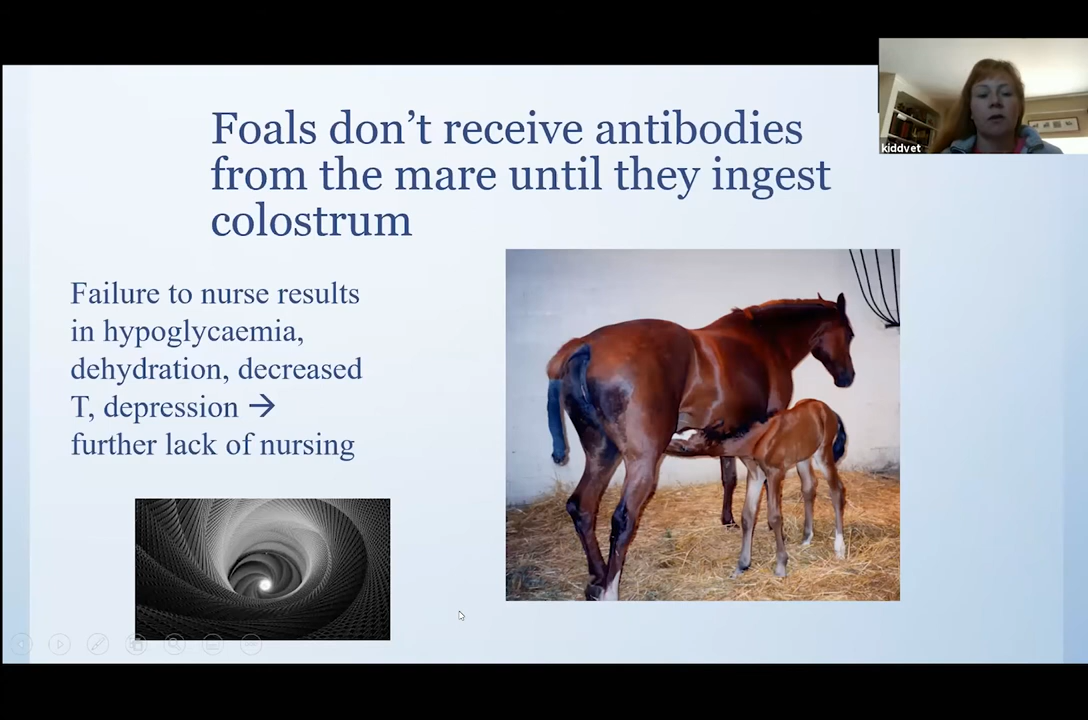 Foals don't receive antibodies
from the mare until they ingest
colostrum
kiddvet
Failure to nurse results
in hypoglycaemia,
dehydration, decreased
T, depression →
further lack of nursing